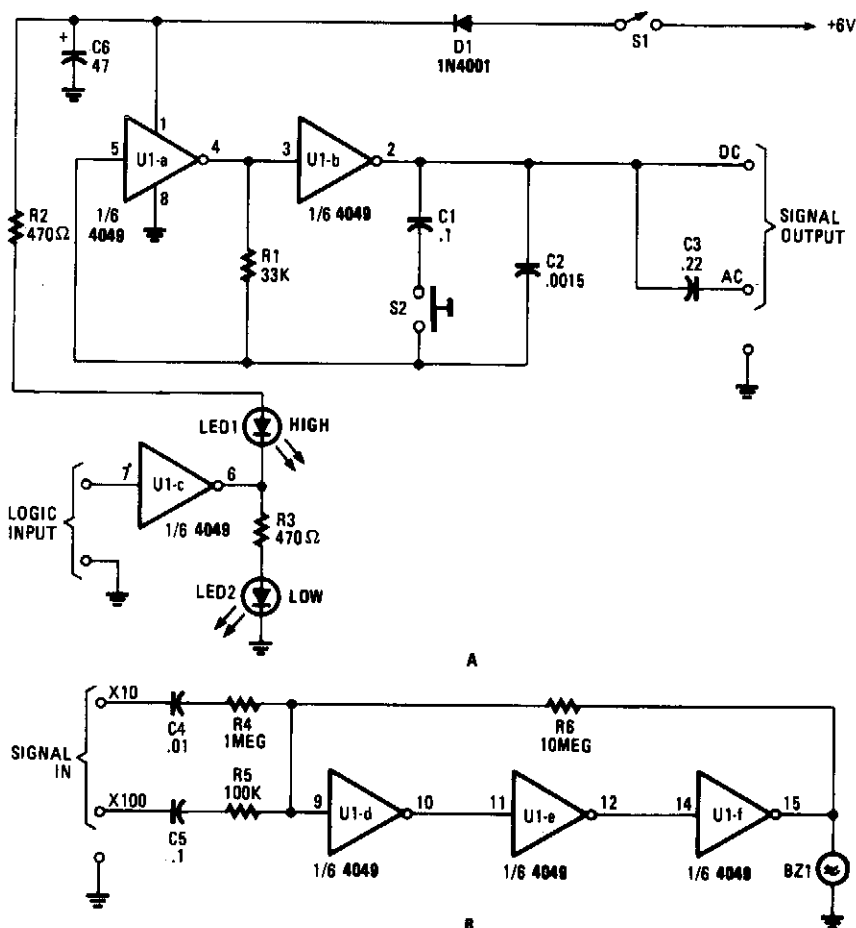 +6V
S1
D1
1N4001
+
C6
47
1
5
U1-a
4
3
U1-b
2
8
1/6
4049
1/6 4049
R2
470Ω
R1
33K
C1
.1
S2
C2
.0015
C3
.22
DC
AC
SIGNAL
OUTPUT
LED1
HIGH
7
U1-c
6
LOGIC
INPUT
1/6 4049
R3
470Ω
LED2
LOW
A
X10
C4
.01
R4
1MEG
R6
10MEG
SIGNAL
IN
X100
C5
.1
R5
100K
9
U1-d
10
11
U1-e
12
14
U1-f
15
1/6 4049
1/6 4049
1/6 4049
BZ1
B